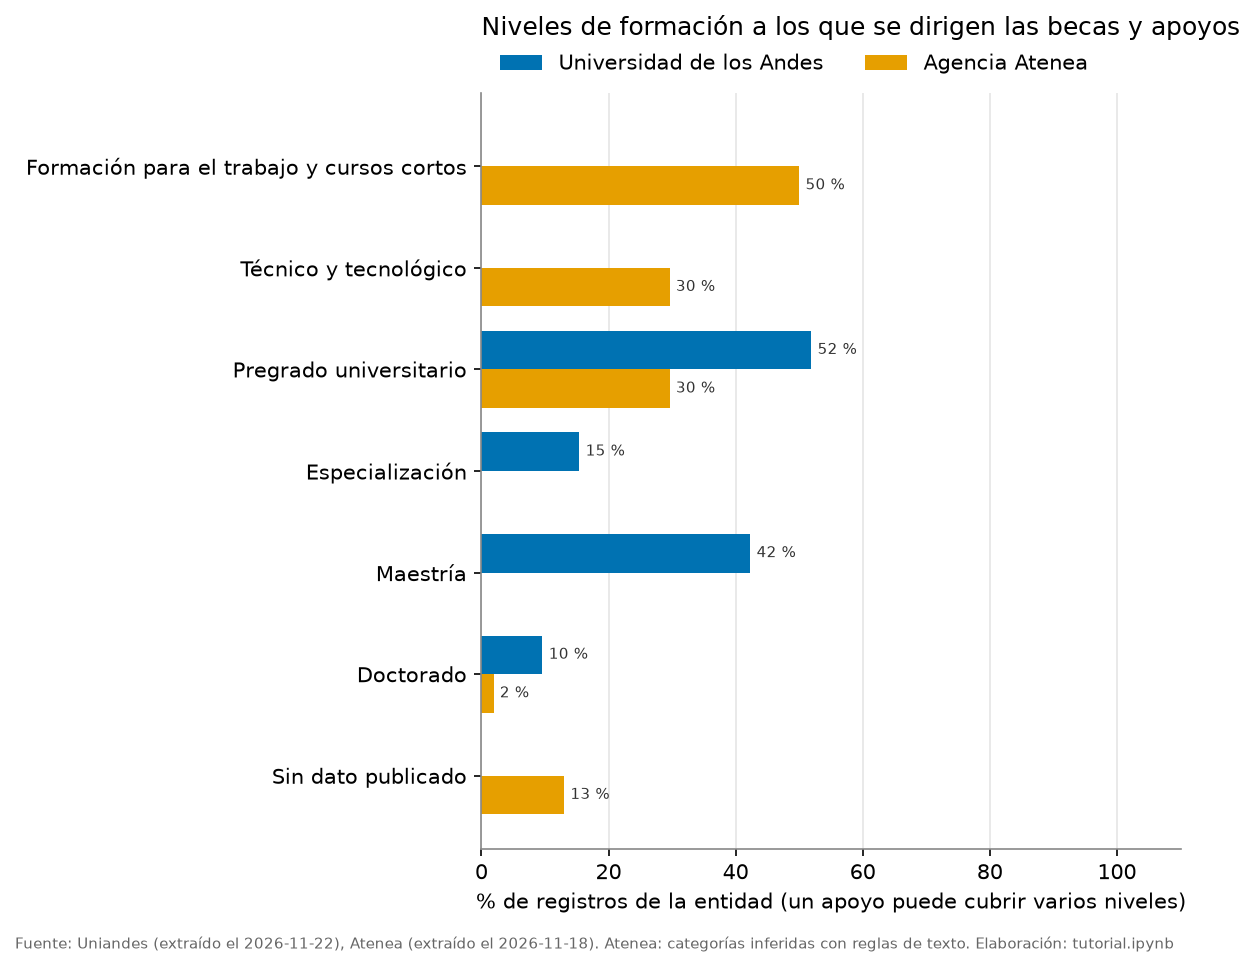 Niveles de formación a los que se dirigen las becas y apoyos
Universidad de los Andes
Agencia Atenea
Formación para el trabajo y cursos cortos
50 %
Técnico y tecnológico
30 %
Pregrado universitario
52 %
30 %
Especialización
15 %
Maestría
42 %
Doctorado
10 %
2 %
Sin dato publicado
13 %
0 20 40 60 80 100
% de registros de la entidad (un apoyo puede cubrir varios niveles)
Fuente: Uniandes (extraído el 2026-11-22), Atenea (extraído el 2026-11-18). Atenea: categorías inferidas con reglas de texto. Elaboración: tutorial.ipynb